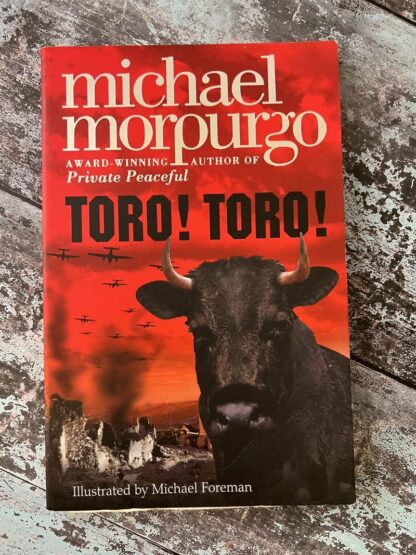 michael
morpurgo
AWARD-WINNING AUTHOR OF
Private Peaceful
TORO! TORO!
Illustrated by Michael Foreman